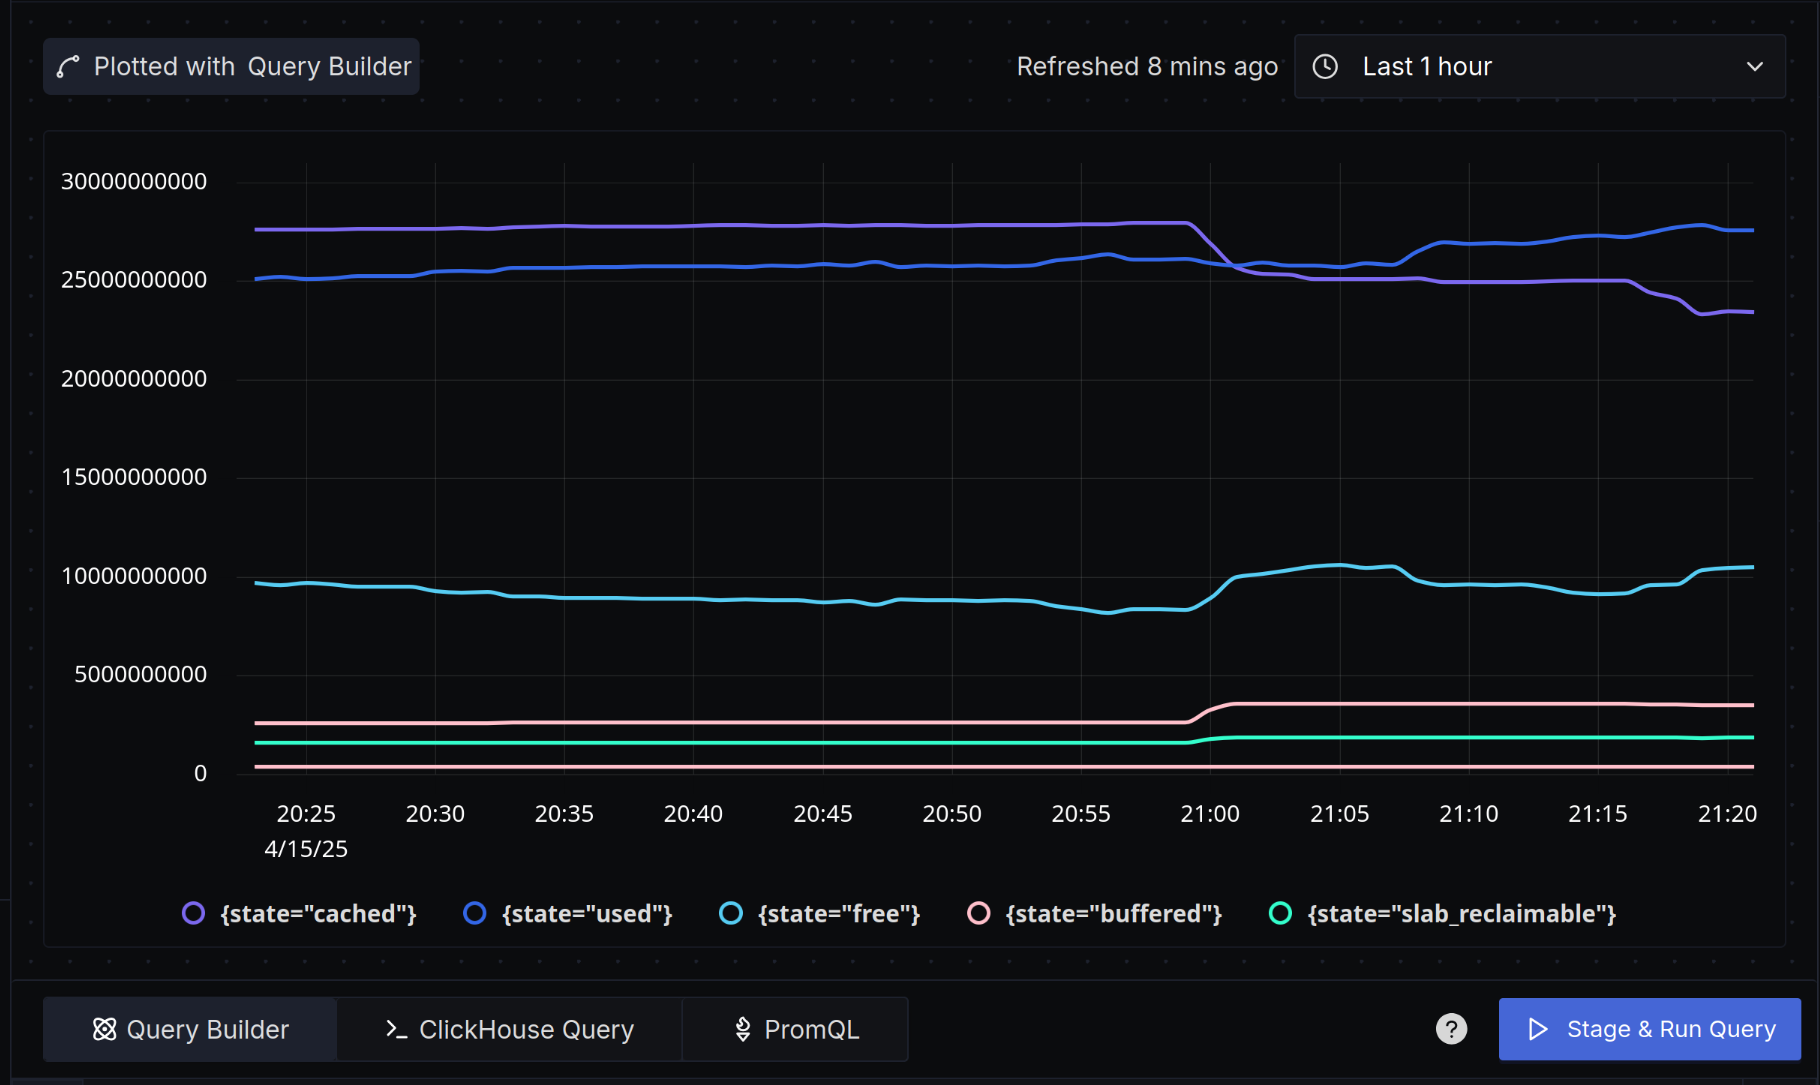 Plotted with Query Builder
Refreshed 8 mins ago
Last 1 hour
30000000000
25000000000
20000000000
15000000000
10000000000
5000000000
0
20:25 20:30 20:35 20:40 20:45 20:50 20:55 21:00 21:05 21:10 21:15 21:20
4/15/25
{state="cached"} {state="used"} {state="free"} {state="buffered"} {state="slab_reclaimable"}
Query Builder
ClickHouse Query
PromQL
?
Stage & Run Query